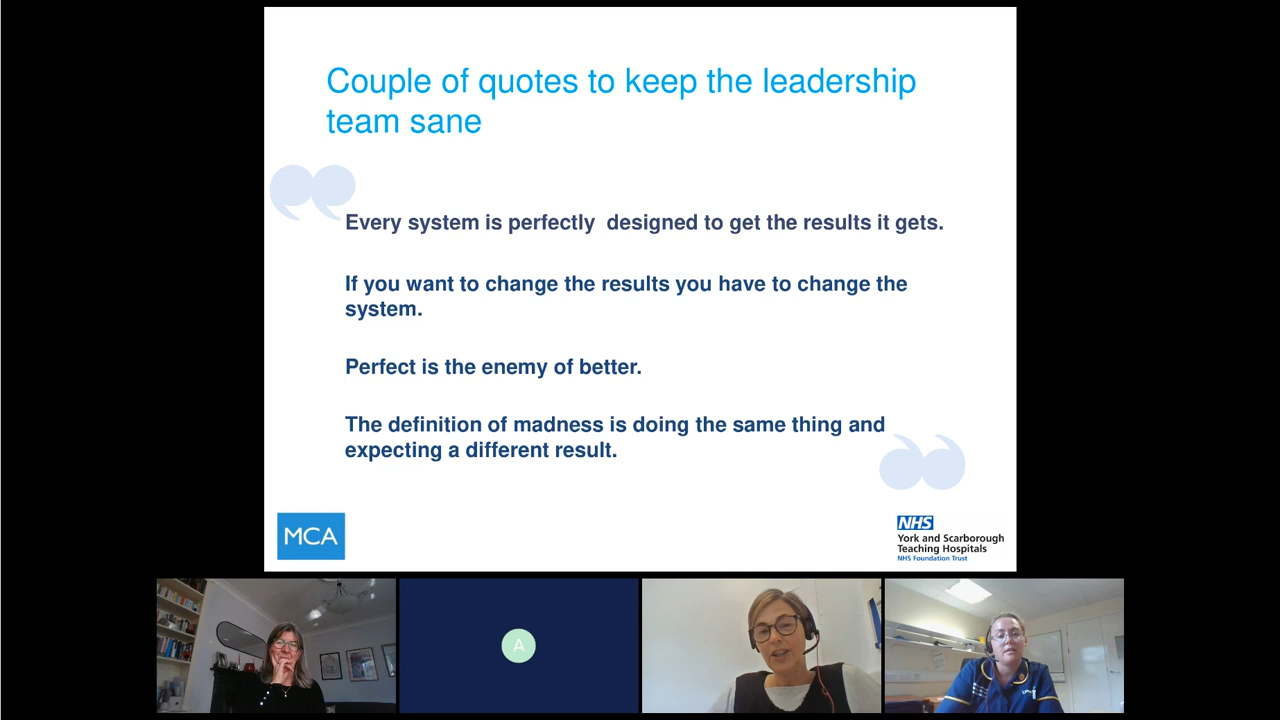 Couple of quotes to keep the leadership
team sane
Every system is perfectly  designed to get the results it gets.
If you want to change the results you have to change the
system.
Perfect is the enemy of better.
The definition of madness is doing the same thing and
expecting a different result.
MCA
NHS
York and Scarborough
Teaching Hospitals
NHS Foundation Trust
A